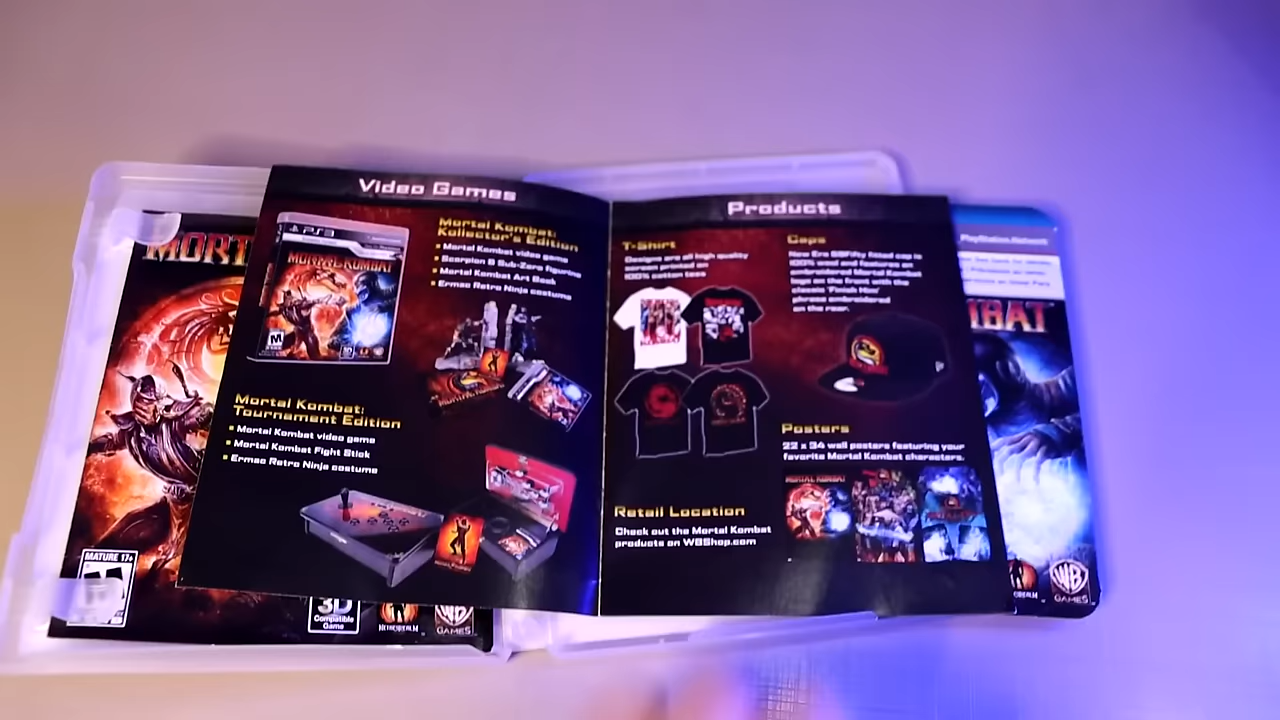 Video Games
PS3
MORTAL KOMBAT
M
3D
Mortal Kombat:
Kollector's Edition
Mortal Kombat video game
Scorpion & Sub-Zero figurine
Mortal Kombat Art Book
Ermac Retro Ninja costume
Mortal Kombat:
Tournament Edition
Mortal Kombat video game
Mortal Kombat Fight Stick
Ermac Retro Ninja costume
Products
T-Shirt
Designs are all high quality
screen printed on
100% cotton tees
Caps
New Era 59Fifty fitted cap is
100% wool and features an
embroidered Mortal Kombat
logo on the front with the
classic 'Finish Him'
phrase embroidered
on the rear.
Posters
22 x 34 wall posters featuring your
favorite Mortal Kombat characters.
MORTAL KOMBAT
Retail Location
Check out the Mortal Kombat
products on WBShop.com
MORT
MATURE 17+
3D
Compatible
Game
NETHERREALM
WB
GAMES
PlayStation Network
MBAT
WB
GAMES